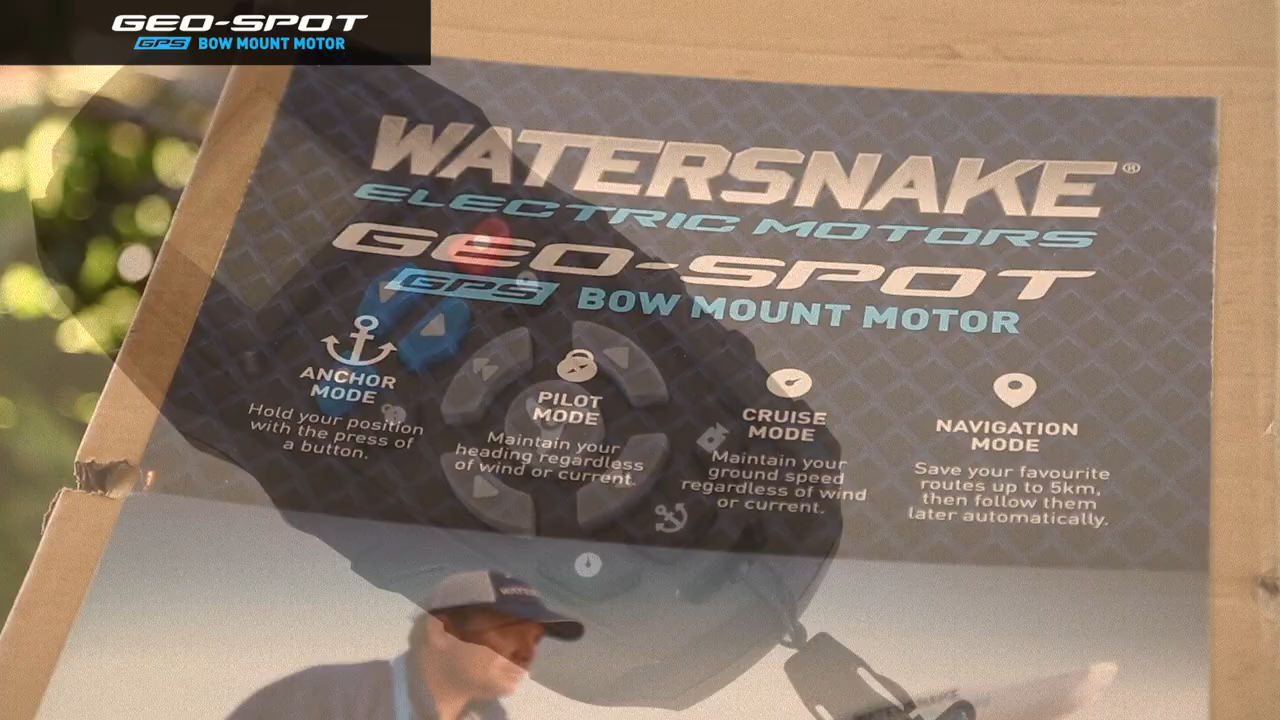 GEO-SPOT
GPS BOW MOUNT MOTOR
WATERSNAKE®
ELECTRIC MOTORS
GEO-SPOT
GPS BOW MOUNT MOTOR
ANCHOR
MODE
Hold your position
with the press of
a button.
PILOT
MODE
Maintain your
heading regardless
of wind or current.
CRUISE
MODE
Maintain your
ground speed
regardless of wind
or current.
NAVIGATION
MODE
Save your favourite
routes up to 5km,
then follow them
later automatically.